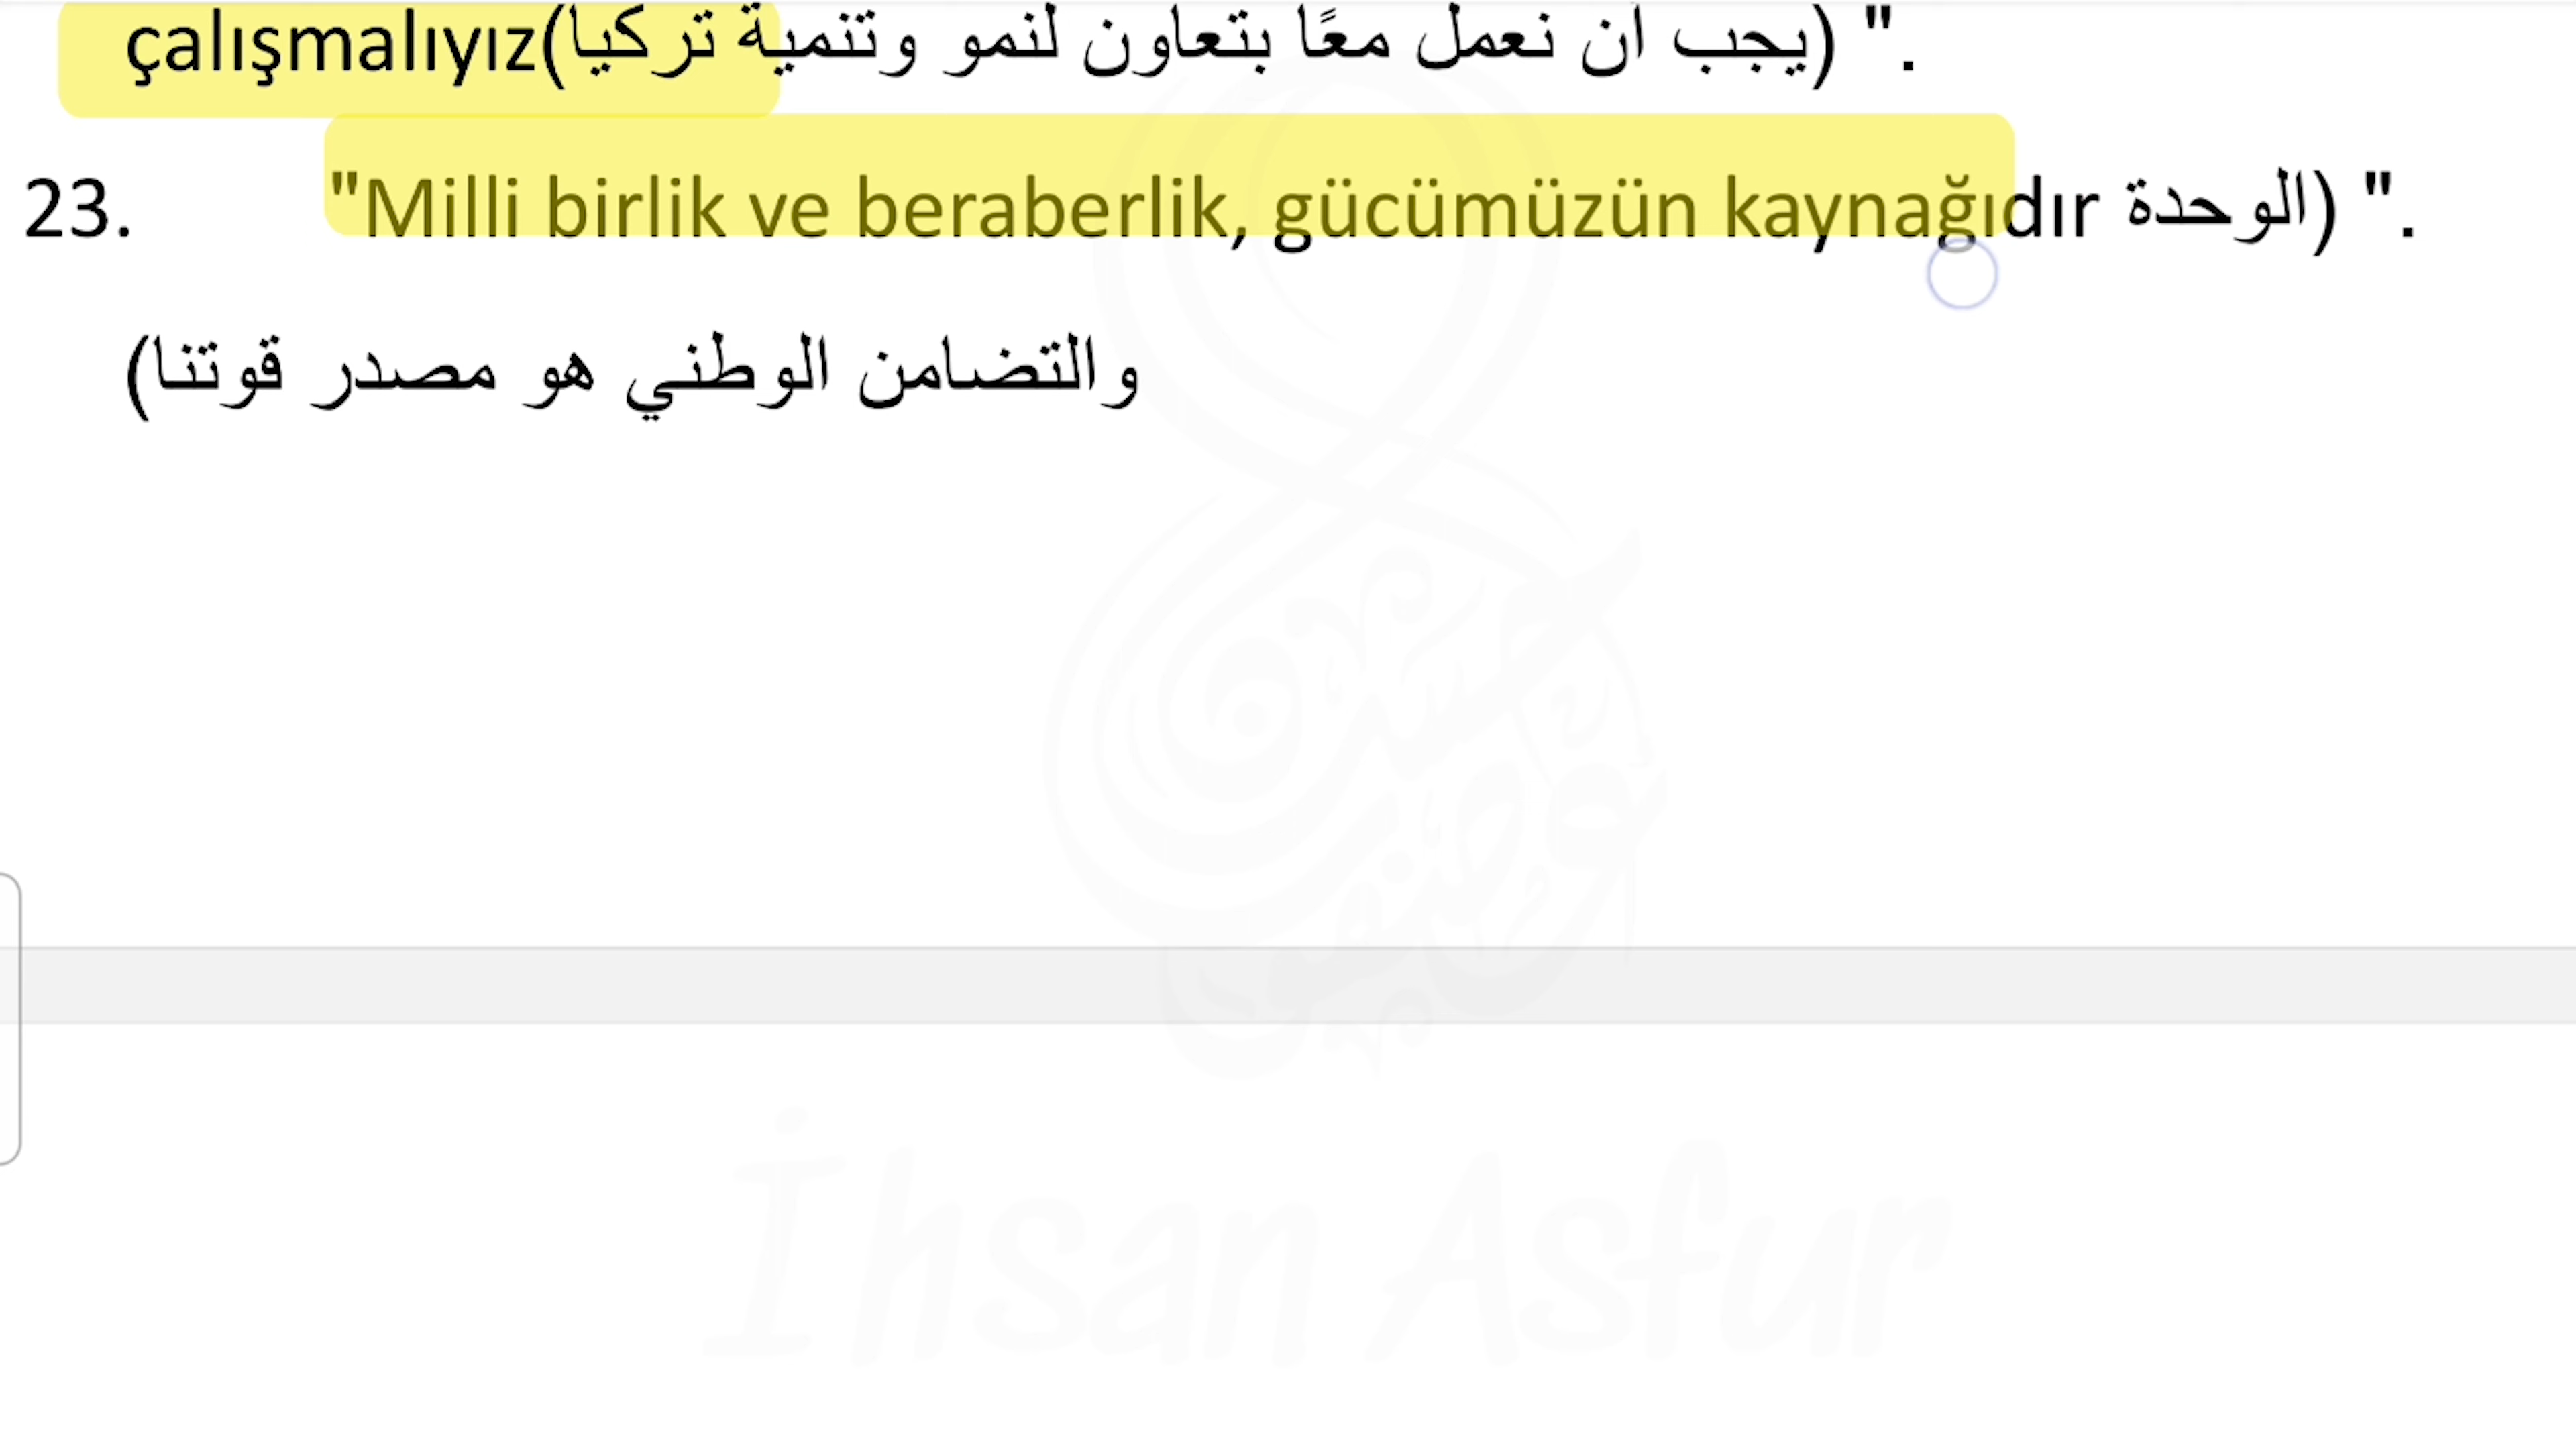 çalışmalıyız(يجب أن نعمل معًا بتعاون لنمو وتنمية تركيا) ".
23. "Milli birlik ve beraberlik, gücümüzün kaynağıdır (الوحدة ".
والتضامن الوطني هو مصدر قوتنا)
İhsan Asfur